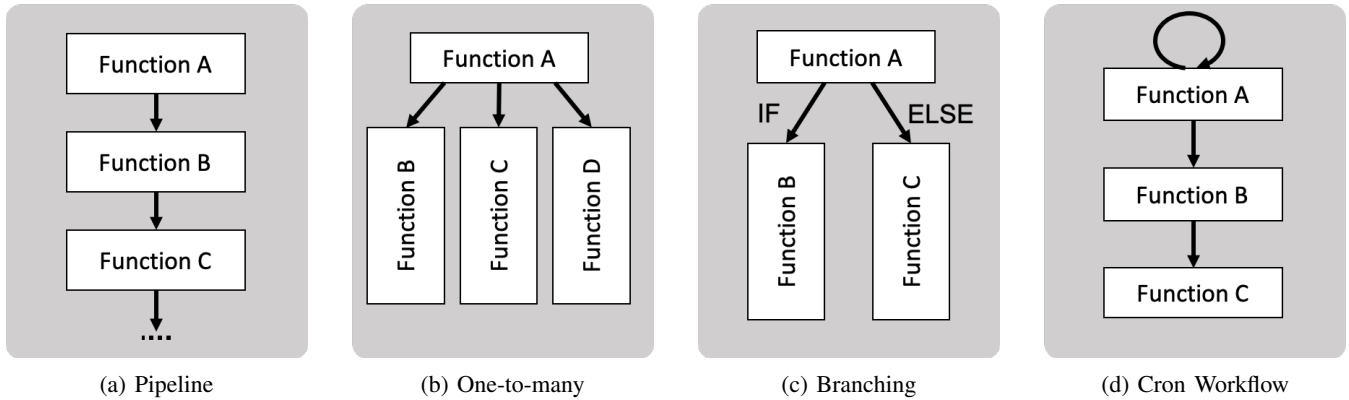 Function A
Function B
Function C
....
(a) Pipeline
Function A
Function B
Function C
Function D
(b) One-to-many
Function A
IF
ELSE
Function B
Function C
(c) Branching
Function A
Function B
Function C
(d) Cron Workflow